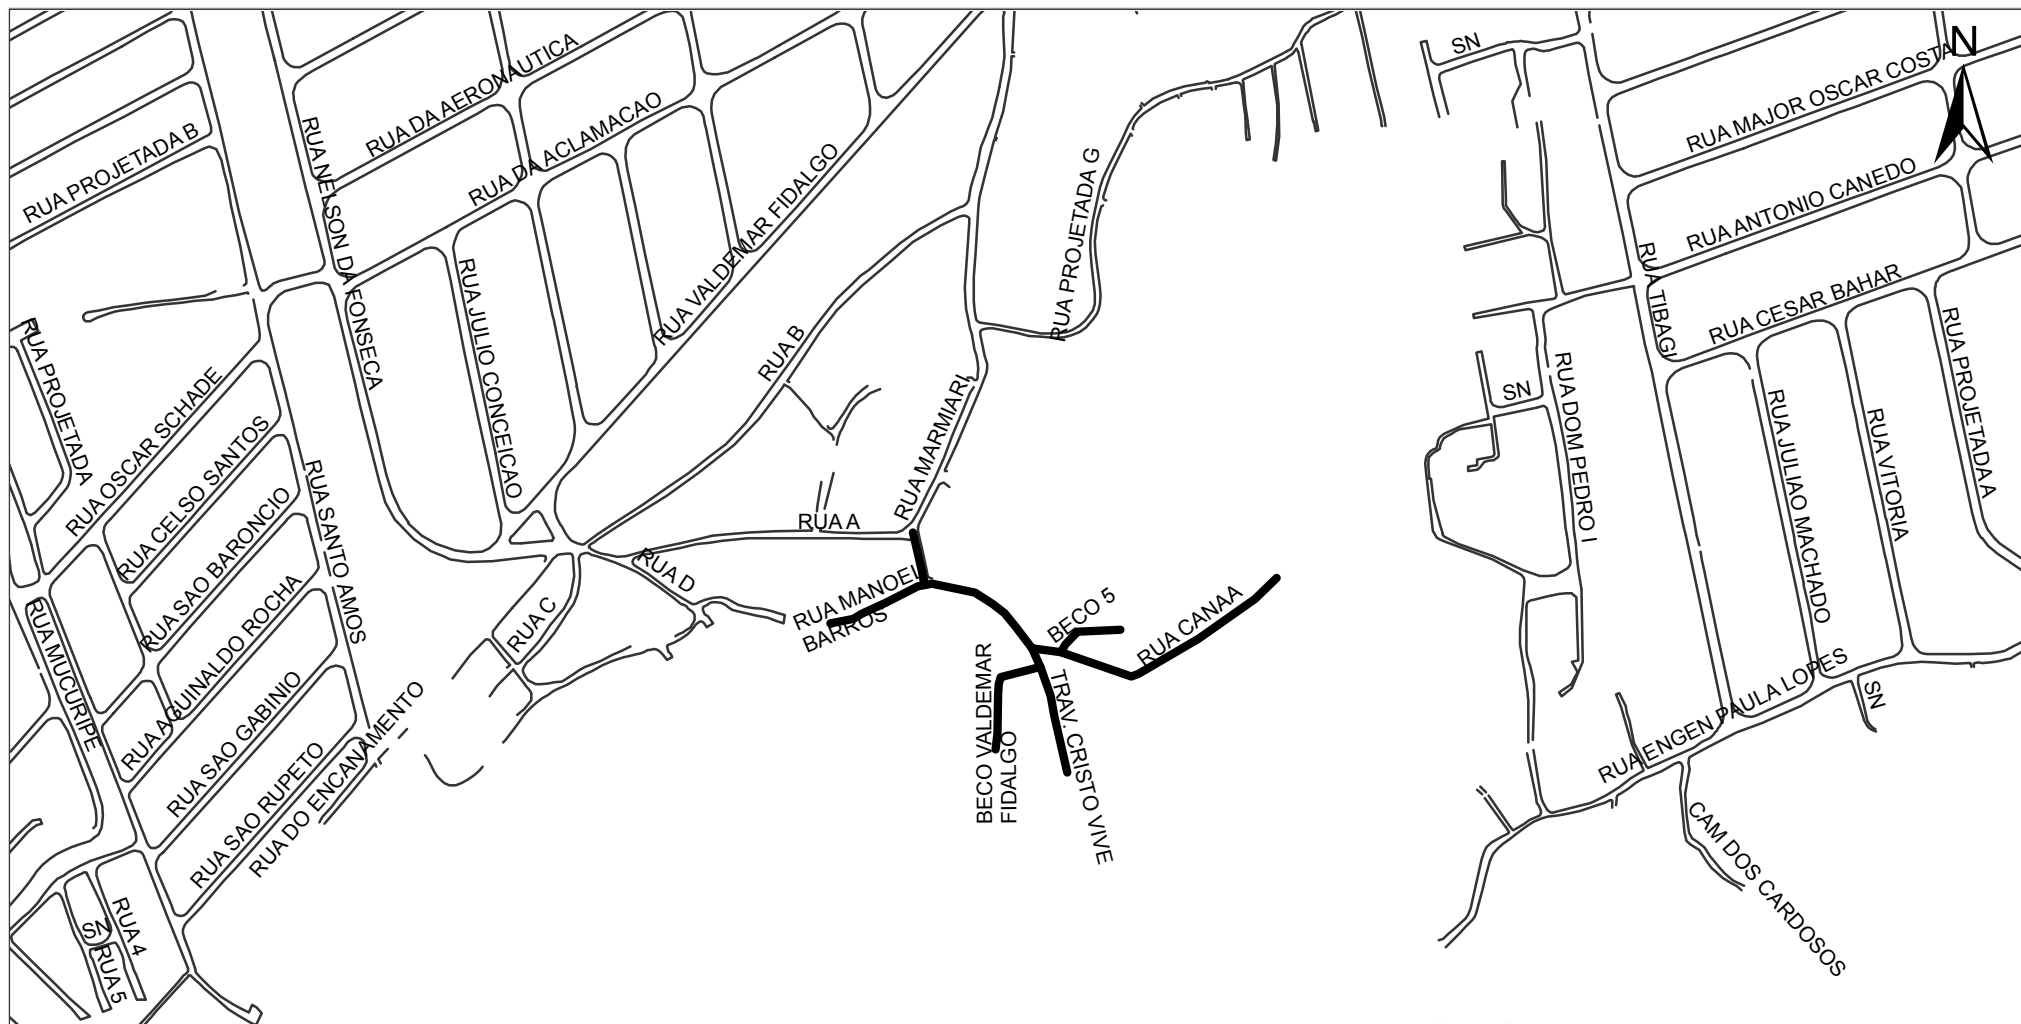 SN
N
RUA MAJOR OSCAR COSTA
RUA DA AERONAUTICA
RUA DA ACLAMACAO
RUA PROJETADA B
RUA NELSON DA FONSECA
RUA VALDEMAR FIDALGO
RUA PROJETADA G
RUA ANTONIO CANEDO
RUA TIBAGI
RUA CESAR BAHAR
RUA JULIO CONCEICAO
RUA B
RUA PROJETADA
RUA OSCAR SCHADE
RUA CELSO SANTOS
RUA MARMIARI
SN
RUA DOM PEDRO I
RUA JULIAO MACHADO
RUA VITORIA
RUA PROJETADA A
RUA SAO BARONCIO
RUA SANTO AMOS
RUA A
RUA D
RUA C
RUA AGUINALDO ROCHA
RUA MUCURIPE
RUA MANOEL
BARROS
BECO 5
RUA CANAA
RUA SAO GABINIO
RUA SAO RUPETO
RUA DO ENCANAMENTO
BECO VALDEMAR
FIDALGO
TRAV. CRISTO VIVE
RUA ENGEN PAULA LOPES
SN
CAM DOS CARDOSOS
RUA 4
SN
RUA 5